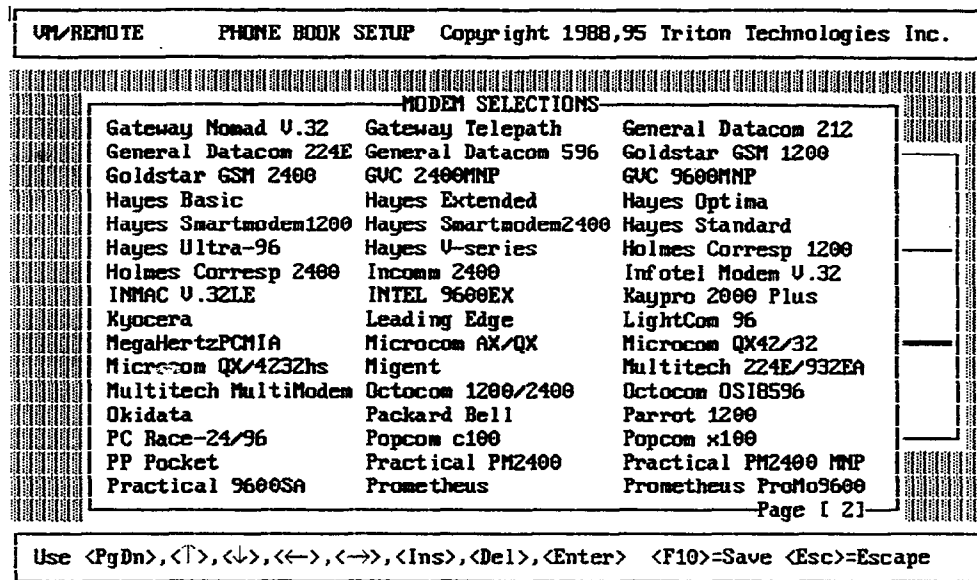 VM/REMOTE PHONE BOOK SETUP Copyright 1988,95 Triton Technologies Inc.
MODEM SELECTIONS
Gateway Nomad V.32 Gateway Telepath General Datacom 212
General Datacom 224E General Datacom 596 Goldstar GSM 1200
Goldstar GSM 2400 GVC 2400MNP GVC 9600MNP
Hayes Basic Hayes Extended Hayes Optima
Hayes Smartmodem1200 Hayes Smartmodem2400 Hayes Standard
Hayes Ultra-96 Hayes V-series Holmes Corresp 1200
Holmes Corresp 2400 Incomm 2400 Infotel Modem V.32
INMAC V.32LE INTEL 9600EX Kaypro 2000 Plus
Kyocera Leading Edge LightCom 96
MegaHertzPCMIA Microcom AX/QX Microcom QX42/32
Microcom QX/4232hs Migent Multitech 224E/932EA
Multitech MultiModem Octocom 1200/2400 Octocom OSI8596
Okidata Packard Bell Parrot 1200
PC Race-24/96 Popcom c100 Popcom x100
PP Pocket Practical PM2400 Practical PM2400 MNP
Practical 9600SA Prometheus Prometheus ProMo9600
Page [ 2]
Use <PgDn>,<↑>,<↓>,<←>,<→>,<Ins>,<Del>,<Enter> <F10>=Save <Esc>=Escape